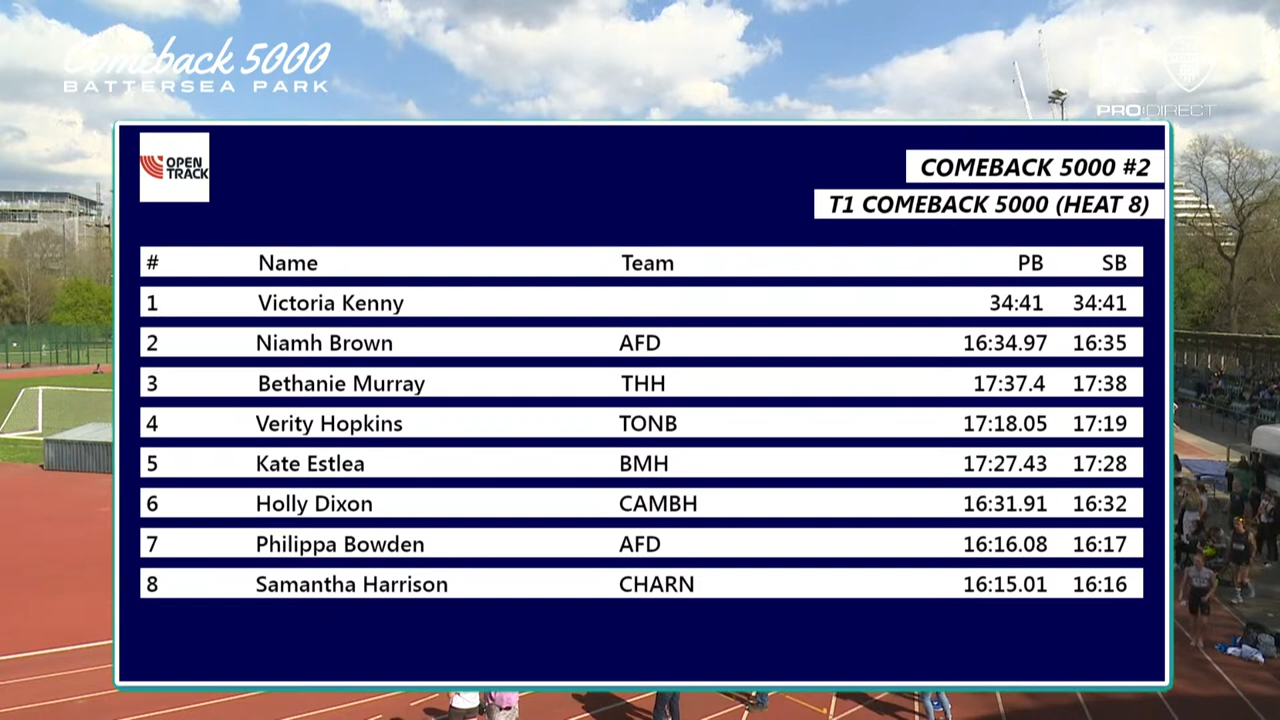 Comeback 5000
BATTERSEA PARK
PRO:DIRECT
OPEN
TRACK
COMEBACK 5000 #2
T1 COMEBACK 5000 (HEAT 8)
# Name Team PB SB
1 Victoria Kenny 34:41 34:41
2 Niamh Brown AFD 16:34.97 16:35
3 Bethanie Murray THH 17:37.4 17:38
4 Verity Hopkins TONB 17:18.05 17:19
5 Kate Estlea BMH 17:27.43 17:28
6 Holly Dixon CAMBH 16:31.91 16:32
7 Philippa Bowden AFD 16:16.08 16:17
8 Samantha Harrison CHARN 16:15.01 16:16